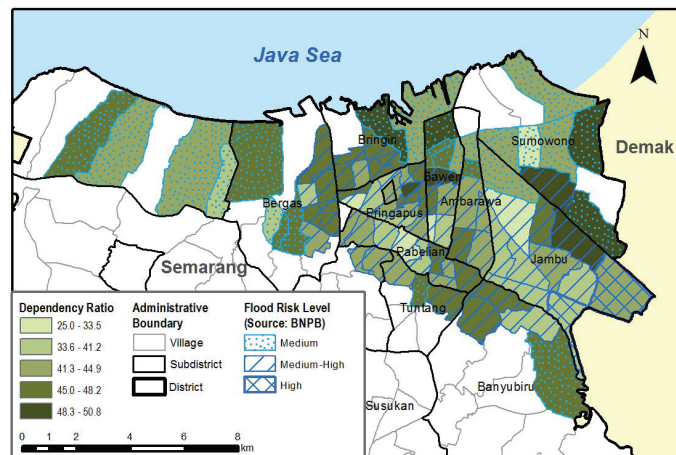 Java Sea
N
Demak
Bringin
Sumowono
Bawen
Bergas
Ambarawa
Pringapus
Semarang
Pabelian
Jambu
Tuntang
Banyubiru
Susukan
Dependency Ratio
25.0 - 33.5
33.6 - 41.2
41.3 - 44.9
45.0 - 48.2
48.3 - 50.8
Administrative
Boundary
Village
Subdistrict
District
Flood Risk Level
(Source: BNPB)
Medium
Medium-High
High
0 1 2 4 6 8
km